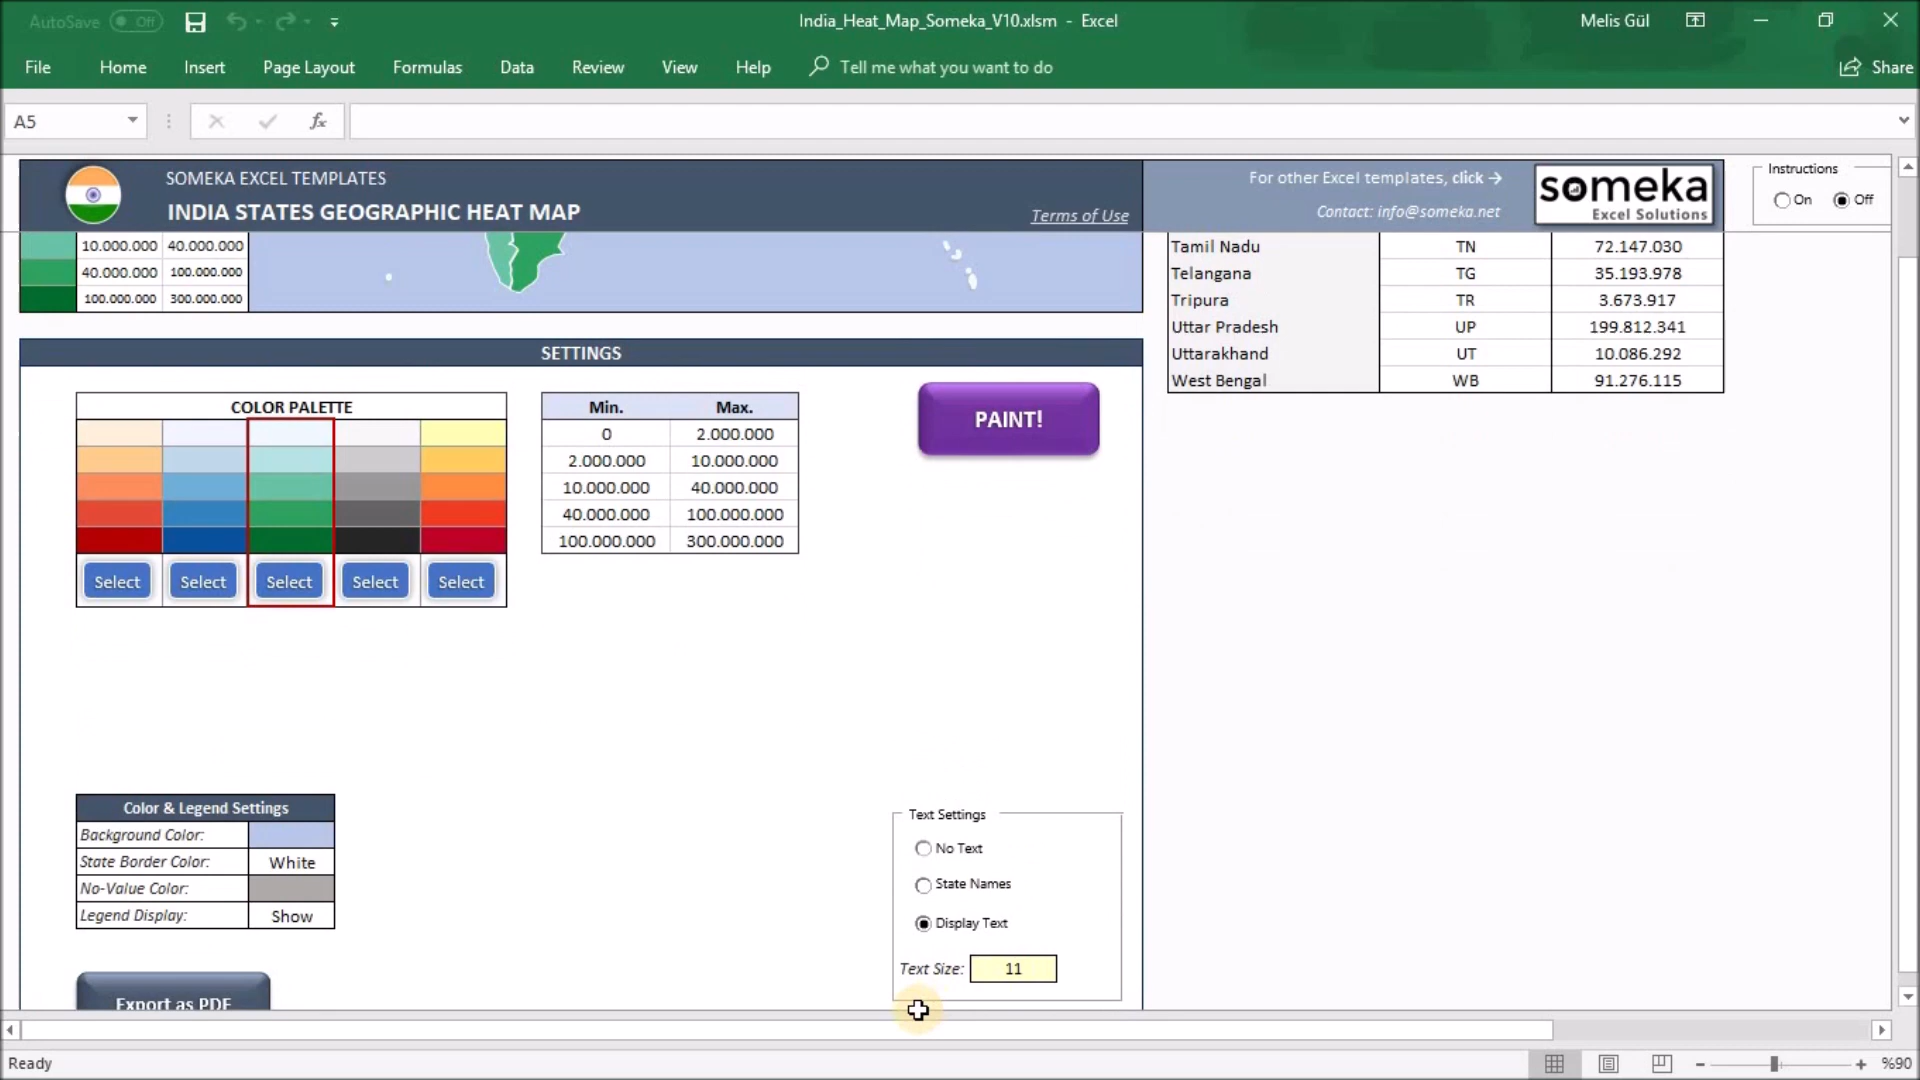 AutoSave Off India_Heat_Map_Someka_V10.xlsm - Excel Melis Gül
File Home Insert Page Layout Formulas Data Review View Help Tell me what you want to do Share
A5 fx
SOMEKA EXCEL TEMPLATES
INDIA STATES GEOGRAPHIC HEAT MAP
Terms of Use
For other Excel templates, click →
Contact: info@someka.net
someka
Excel Solutions
Instructions
On Off
10.000.000 40.000.000
40.000.000 100.000.000
100.000.000 300.000.000
Tamil Nadu TN 72.147.030
Telangana TG 35.193.978
Tripura TR 3.673.917
Uttar Pradesh UP 199.812.341
Uttarakhand UT 10.086.292
West Bengal WB 91.276.115
SETTINGS
COLOR PALETTE
Select Select Select Select Select
Min. Max.
0 2.000.000
2.000.000 10.000.000
10.000.000 40.000.000
40.000.000 100.000.000
100.000.000 300.000.000
PAINT!
Color & Legend Settings
Background Color:
State Border Color: White
No-Value Color:
Legend Display: Show
Text Settings
No Text
State Names
Display Text
Text Size: 11
Export as PDF
Ready %90